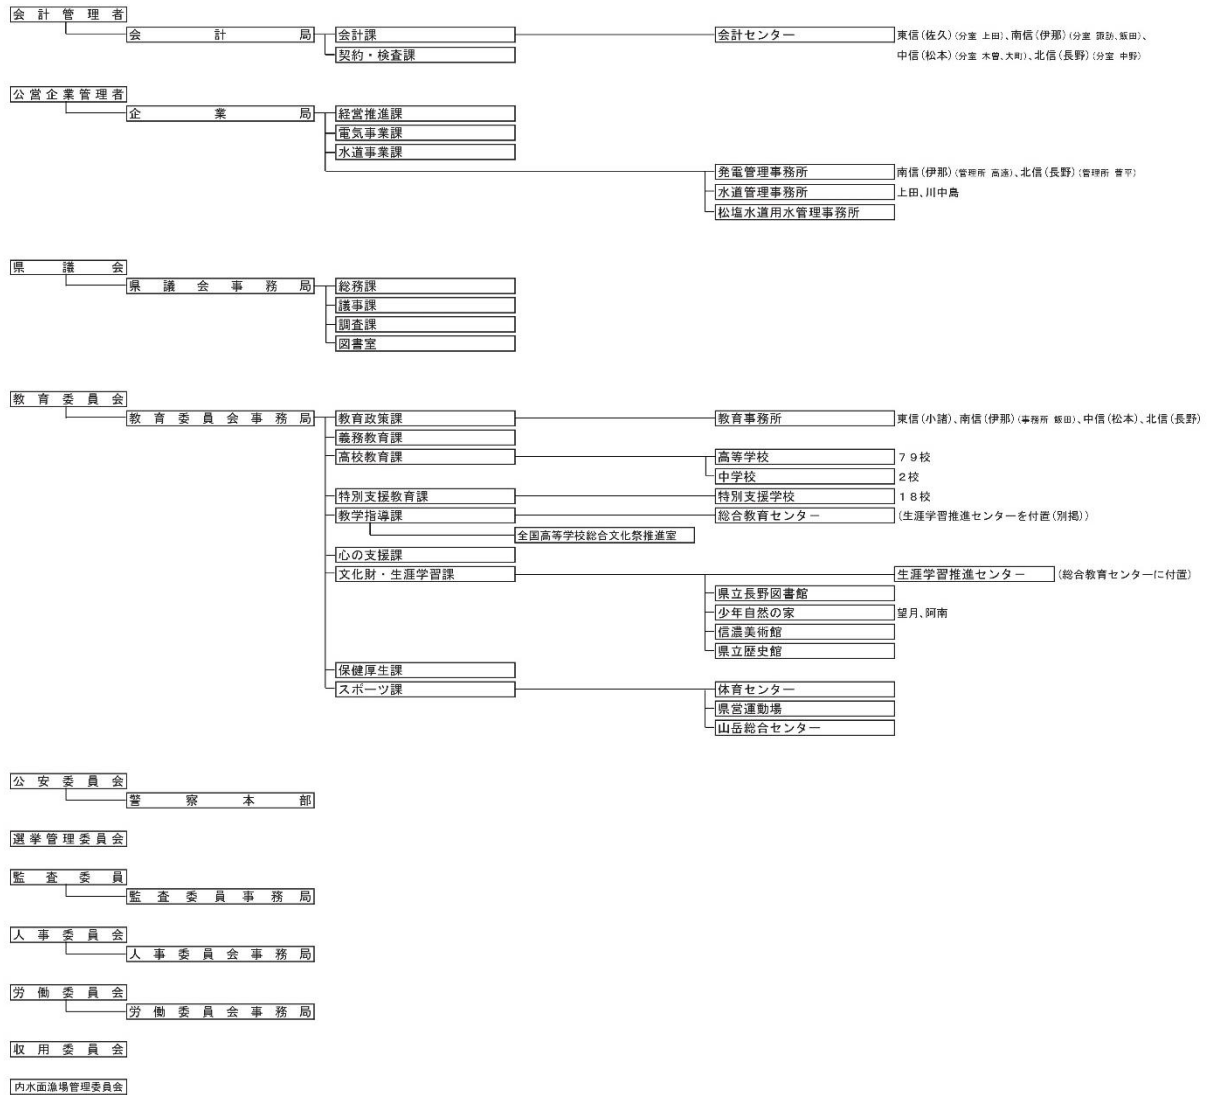 会計管理者
会計局 会計課 会計センター 東信(佐久)(分室 上田)、南信(伊那)(分室 諏訪、飯田)、
契約・検査課 中信(松本)(分室 木曽、大町)、北信(長野)(分室 中野)
公営企業管理者
企業局 経営推進課
電気事業課
水道事業課
発電管理事務所 南信(伊那)(管理所 高遠)、北信(長野)(管理所 菅平)
水道管理事務所 上田、川中島
松塩水道用水管理事務所
県議会
県議会事務局 総務課
議事課
調査課
図書室
教育委員会
教育委員会事務局 教育政策課 教育事務所 東信(小諸)、南信(伊那)(事務所 飯田)、中信(松本)、北信(長野)
義務教育課
高校教育課 高等学校 79校
中学校 2校
特別支援教育課 特別支援学校 18校
教学指導課 総合教育センター (生涯学習推進センターを付置(別掲))
全国高等学校総合文化祭推進室
心の支援課
文化財・生涯学習課 生涯学習推進センター (総合教育センターに付置)
県立長野図書館
少年自然の家 望月、阿南
信濃美術館
県立歴史館
保健厚生課
スポーツ課 体育センター
県営運動場
山岳総合センター
公安委員会
警察本部
選挙管理委員会
監査委員
監査委員事務局
人事委員会
人事委員会事務局
労働委員会
労働委員会事務局
収用委員会
内水面漁場管理委員会